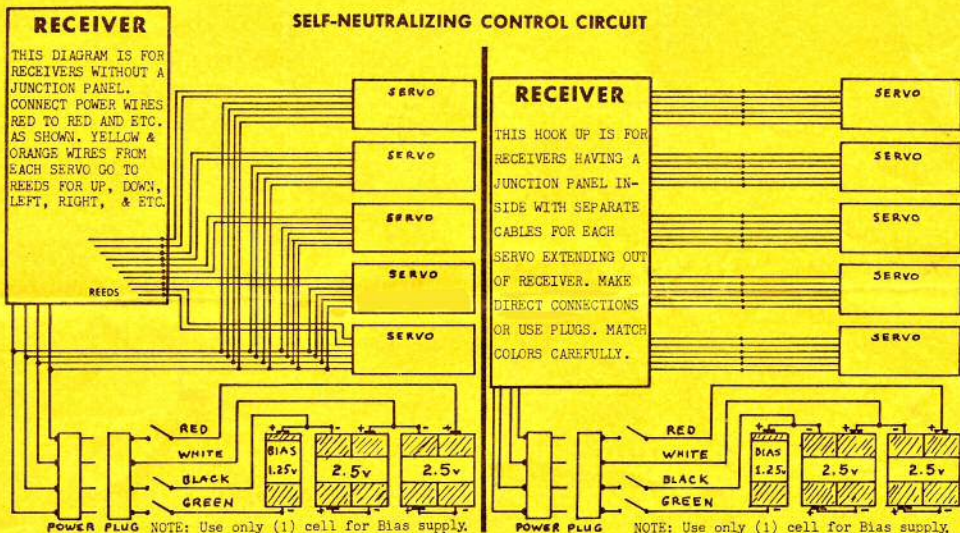 SELF-NEUTRALIZING CONTROL CIRCUIT
RECEIVER
THIS DIAGRAM IS FOR
RECEIVERS WITHOUT A
JUNCTION PANEL.
CONNECT POWER WIRES
RED TO RED AND ETC.
AS SHOWN. YELLOW &
ORANGE WIRES FROM
EACH SERVO GO TO
REEDS FOR UP, DOWN,
LEFT, RIGHT, & ETC.
REEDS
SERVO
SERVO
SERVO
SERVO
SERVO
RED
WHITE
BLACK
GREEN
+ - + - + -
BIAS
1.25v
2.5v
2.5v
POWER PLUG
NOTE: Use only (1) cell for Bias supply.
RECEIVER
THIS HOOK UP IS FOR
RECEIVERS HAVING A
JUNCTION PANEL IN-
SIDE WITH SEPARATE
CABLES FOR EACH
SERVO EXTENDING OUT
OF RECEIVER. MAKE
DIRECT CONNECTIONS
OR USE PLUGS. MATCH
COLORS CAREFULLY.
SERVO
SERVO
SERVO
SERVO
SERVO
RED
WHITE
BLACK
GREEN
+ - + - + -
BIAS
1.25v
2.5v
2.5v
POWER PLUG
NOTE: Use only (1) cell for Bias supply.